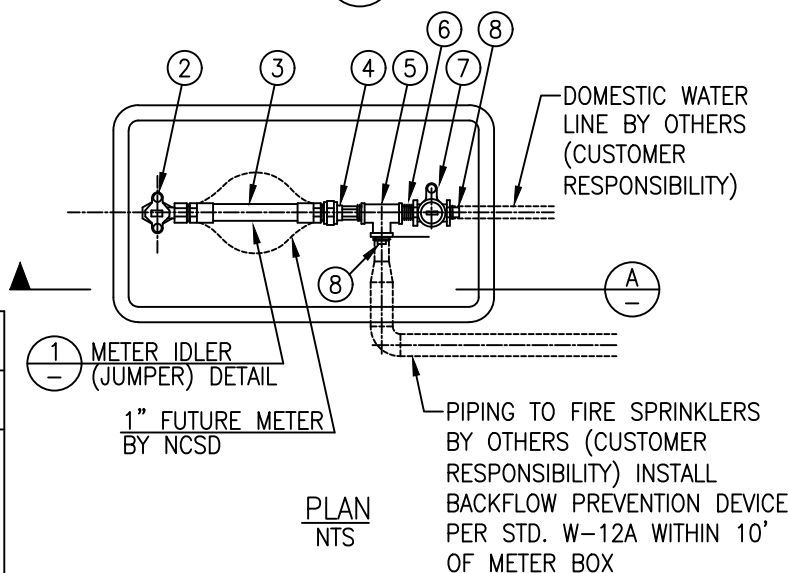 6
8
2
3
4
5
7
DOMESTIC WATER
LINE BY OTHERS
(CUSTOMER
RESPONSIBILITY)
8
A
–
1
–
METER IDLER
(JUMPER) DETAIL
1” FUTURE METER
BY NCSD
PIPING TO FIRE SPRINKLERS
BY OTHERS (CUSTOMER
RESPONSIBILITY) INSTALL
BACKFLOW PREVENTION DEVICE
PER STD. W–12A WITHIN 10’
OF METER BOX
PLAN
NTS